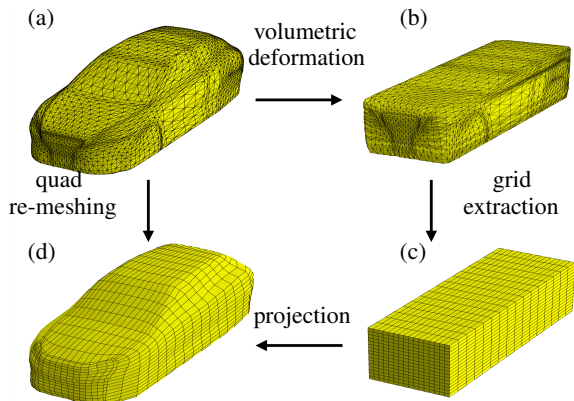 (a)
volumetric
deformation
(b)
quad
re-meshing
grid
extraction
(d)
(c)
projection